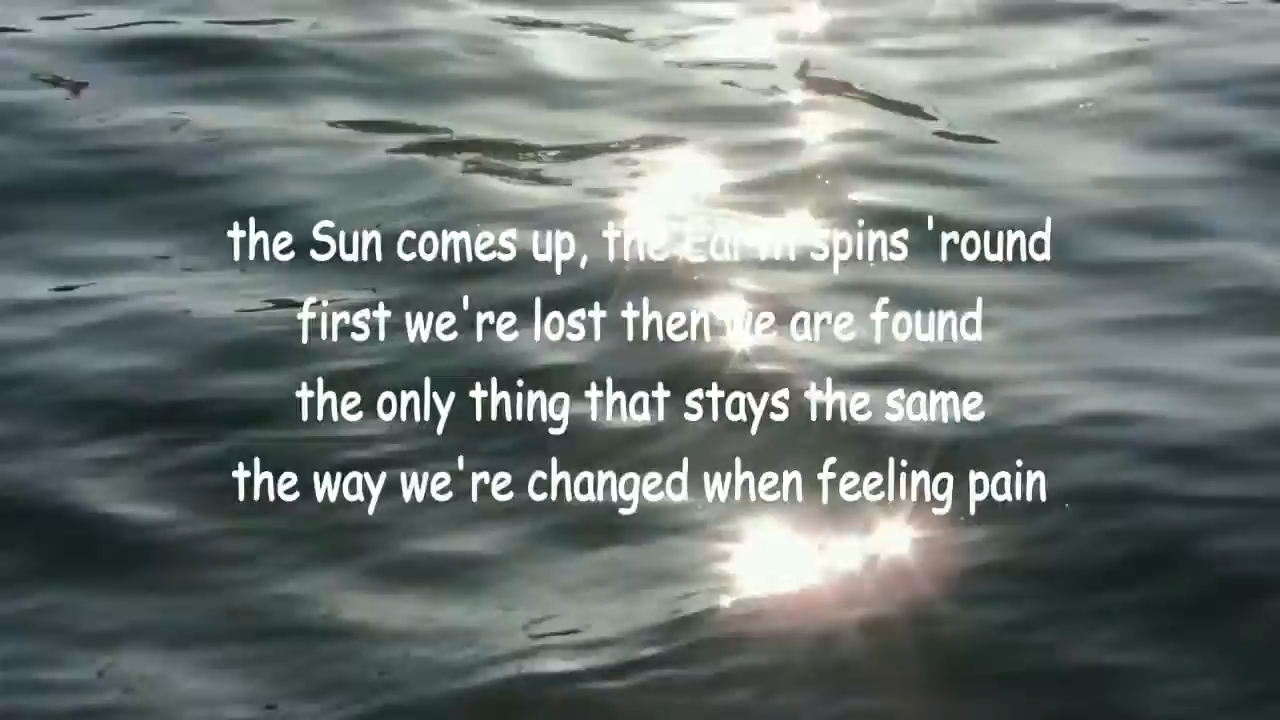 the Sun comes up, the Earth spins 'round
first we're lost then we are found
the only thing that stays the same
the way we're changed when feeling pain